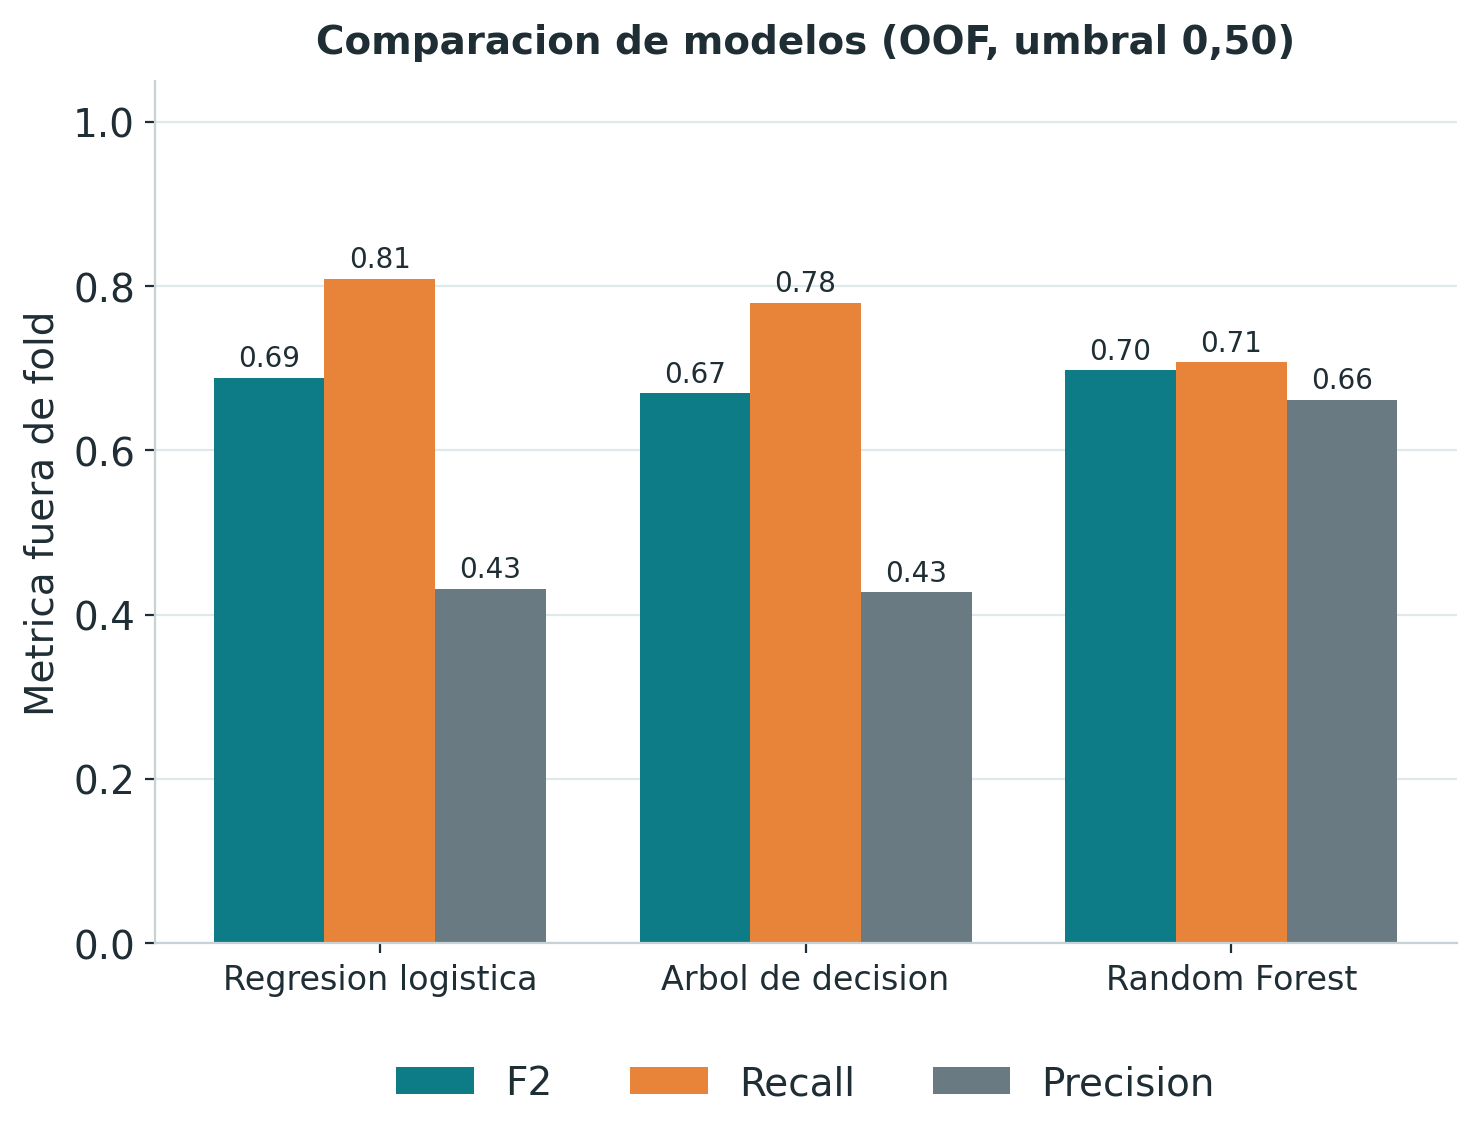 Comparacion de modelos (OOF, umbral 0,50)
Metrica fuera de fold
1.0
0.8
0.6
0.4
0.2
0.0
0.69
0.81
0.43
0.67
0.78
0.43
0.70
0.71
0.66
Regresion logistica
Arbol de decision
Random Forest
F2
Recall
Precision